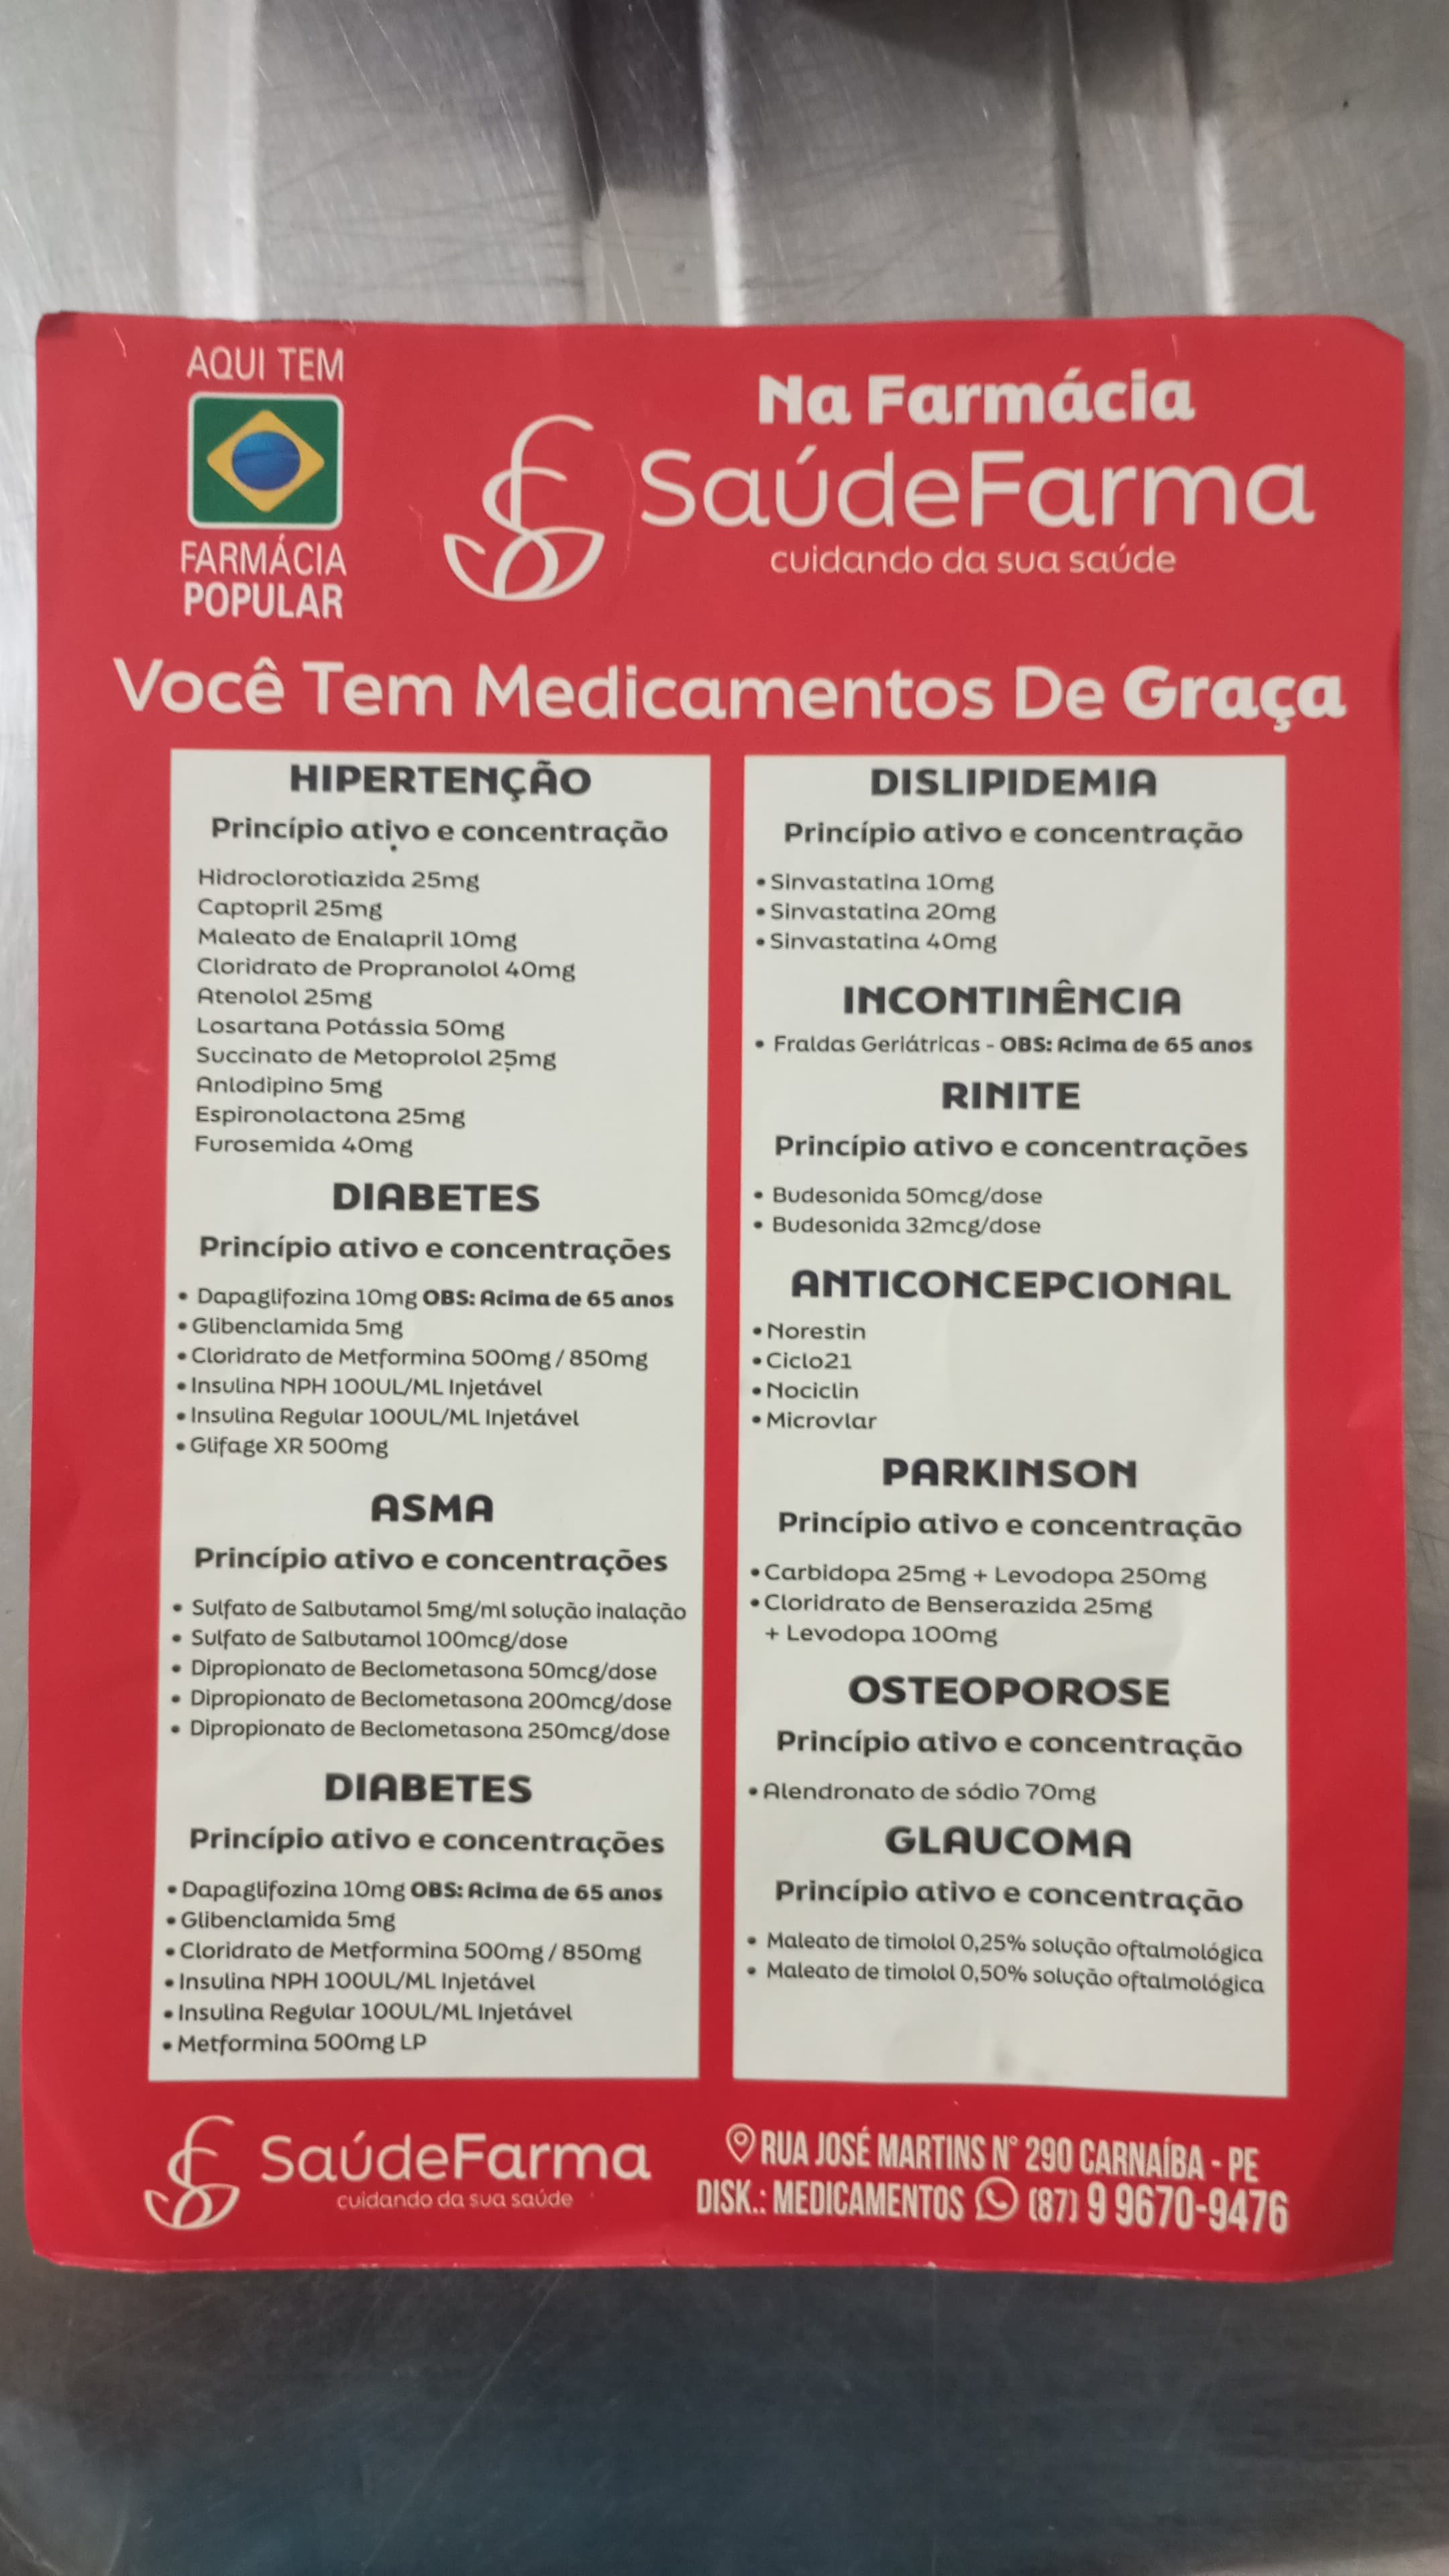 AQUI TEM
FARMÁCIA
POPULAR
Na Farmácia
SaúdeFarma
cuidando da sua saúde
Você Tem Medicamentos De Graça
HIPERTENÇÃO
Princípio ativo e concentração
Hidroclorotiazida 25mg
Captopril 25mg
Maleato de Enalapril 10mg
Cloridrato de Propranolol 40mg
Atenolol 25mg
Losartana Potássia 50mg
Succinato de Metoprolol 25mg
Anlodipino 5mg
Espironolactona 25mg
Furosemida 40mg
DIABETES
Princípio ativo e concentrações
• Dapaglifozina 10mg OBS: Acima de 65 anos
• Glibenclamida 5mg
• Cloridrato de Metformina 500mg / 850mg
• Insulina NPH 100UL/ML Injetável
• Insulina Regular 100UL/ML Injetável
• Glifage XR 500mg
ASMA
Princípio ativo e concentrações
• Sulfato de Salbutamol 5mg/ml solução inalação
• Sulfato de Salbutamol 100mcg/dose
• Dipropionato de Beclometasona 50mcg/dose
• Dipropionato de Beclometasona 200mcg/dose
• Dipropionato de Beclometasona 250mcg/dose
DIABETES
Princípio ativo e concentrações
• Dapaglifozina 10mg OBS: Acima de 65 anos
• Glibenclamida 5mg
• Cloridrato de Metformina 500mg / 850mg
• Insulina NPH 100UL/ML Injetável
• Insulina Regular 100UL/ML Injetável
• Metformina 500mg LP
DISLIPIDEMIA
Princípio ativo e concentração
• Sinvastatina 10mg
• Sinvastatina 20mg
• Sinvastatina 40mg
INCONTINÊNCIA
• Fraldas Geriátricas - OBS: Acima de 65 anos
RINITE
Princípio ativo e concentrações
• Budesonida 50mcg/dose
• Budesonida 32mcg/dose
ANTICONCEPCIONAL
• Norestin
• Ciclo21
• Nociclin
• Microvlar
PARKINSON
Princípio ativo e concentração
• Carbidopa 25mg + Levodopa 250mg
• Cloridrato de Benserazida 25mg
+ Levodopa 100mg
OSTEOPOROSE
Princípio ativo e concentração
• Alendronato de sódio 70mg
GLAUCOMA
Princípio ativo e concentração
• Maleato de timolol 0,25% solução oftalmológica
• Maleato de timolol 0,50% solução oftalmológica
SaúdeFarma
cuidando da sua saúde
RUA JOSÉ MARTINS Nº 290 CARNAÍBA - PE
DISK.: MEDICAMENTOS (87) 9 9670-9476